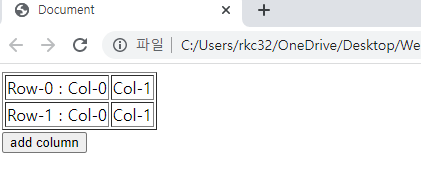 Document
파일 | C:/Users/rkc32/OneDrive/Desktop/We
Row-0 : Col-0 Col-1
Row-1 : Col-0 Col-1
add column